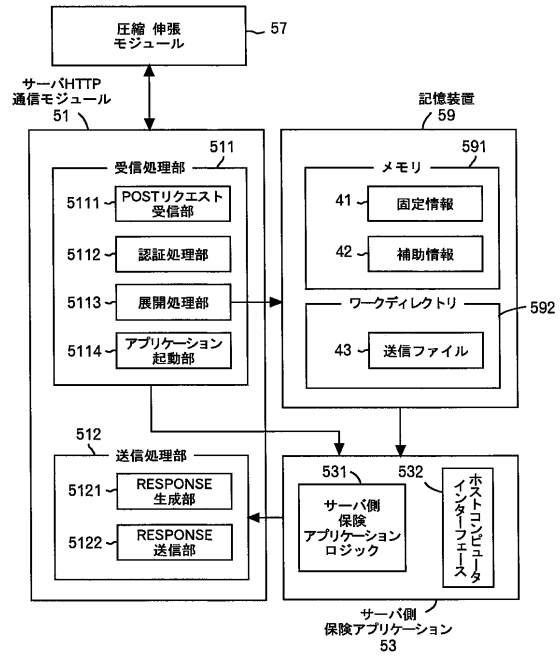 圧縮 伸張
モジュール
57
サーバHTTP
通信モジュール
51
記憶装置
59
受信処理部
511
5111
POSTリクエスト
受信部
5112
認証処理部
5113
展開処理部
5114
アプリケーション
起動部
メモリ
591
41
固定情報
42
補助情報
ワークディレクトリ
592
43
送信ファイル
512
送信処理部
5121
RESPONSE
生成部
5122
RESPONSE
送信部
531
サーバ側
保険
アプリケーション
ロジック
532
ホストコンピュータ
インターフェース
サーバ側
保険アプリケーション
53